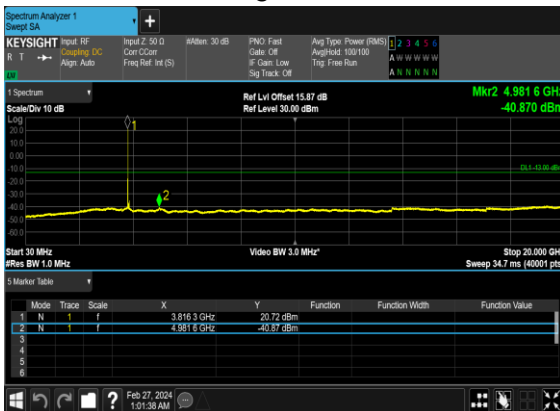 Spectrum Analyzer 1
Swept SA
KEYSIGHT Input: RF Input Z: 50 Ω #Atten: 30 dB PNO: Fast Avg Type: Power (RMS) 1 2 3 4 5 6
R T Coupling: DC Corr CCorr Gate: Off Avg|Hold: 100/100 A W W W W W
Align: Auto Freq Ref: Int (S) IF Gain: Low Trig: Free Run
Sig Track: Off A N N N N N
1 Spectrum Ref Lvl Offset 15.87 dB Mkr2 4.981 6 GHz
Scale/Div 10 dB Ref Level 30.00 dBm -40.870 dBm
Log
1
20.0
10.0
0.00
DL1 -13.00 dBm
-10.0
-20.0
2
-30.0
-40.0
-50.0
-60.0
Start 30 MHz Video BW 3.0 MHz* Stop 20.000 GHz
#Res BW 1.0 MHz Sweep 34.7 ms (40001 pts)
5 Marker Table
Mode Trace Scale X Y Function Function Width Function Value
1 N 1 f 3.816 3 GHz 20.72 dBm
2 N 1 f 4.981 6 GHz -40.87 dBm
3
4
5
6
? Feb 27, 2024
1:01:38 AM